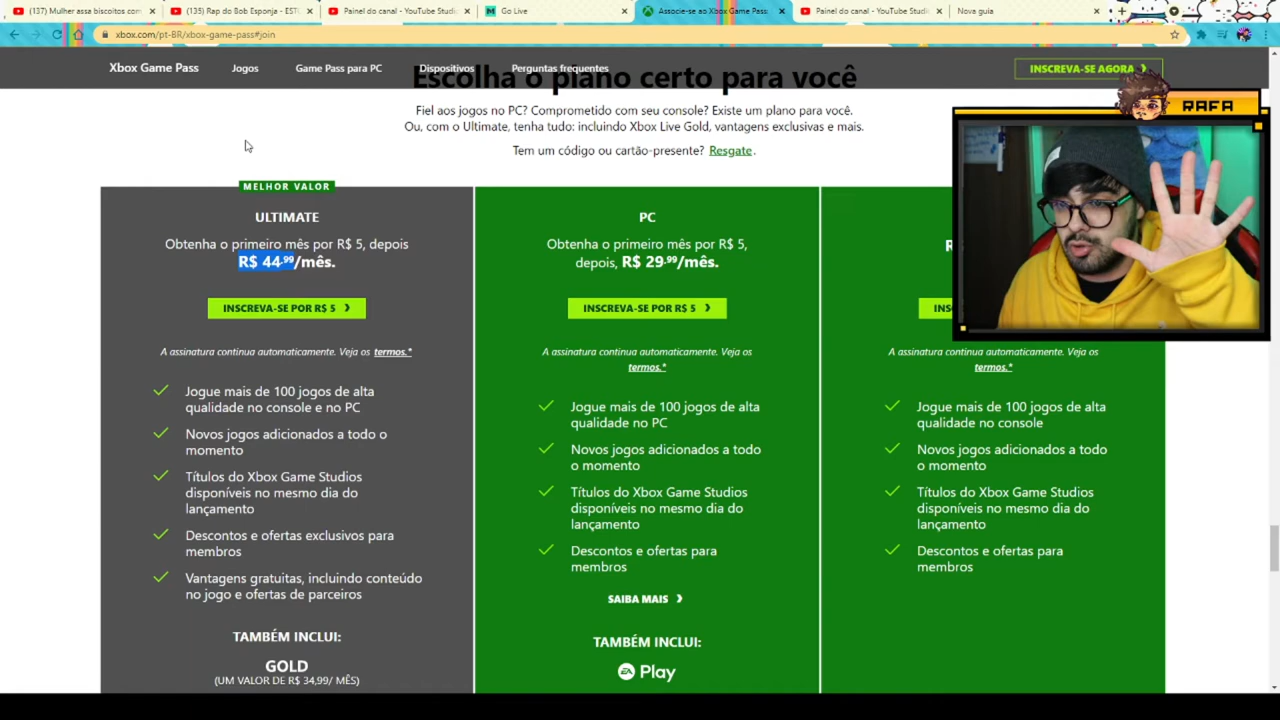 (137) Mulher assa biscoitos com
(135) Rap do Bob Esponja - EST
Painel do canal - YouTube Studio
Go Live
Associe-se ao Xbox Game Pass:
Painel do canal - YouTube Studi
Nova guia
xbox.com/pt-BR/xbox-game-pass#join
Xbox Game Pass
Jogos
Game Pass para PC
Dispositivos
Perguntas frequentes
INSCREVA-SE AGORA
Escolha o plano certo para você
Fiel aos jogos no PC? Comprometido com seu console? Existe um plano para você.
Ou, com o Ultimate, tenha tudo: incluindo Xbox Live Gold, vantagens exclusivas e mais.
Tem um código ou cartão-presente? Resgate.
RAFA
MELHOR VALOR
ULTIMATE
Obtenha o primeiro mês por R$ 5, depois
R$ 44,99/mês.
INSCREVA-SE POR R$ 5
A assinatura continua automaticamente. Veja os termos.*
Jogue mais de 100 jogos de alta
qualidade no console e no PC
Novos jogos adicionados a todo o
momento
Títulos do Xbox Game Studios
disponíveis no mesmo dia do
lançamento
Descontos e ofertas exclusivos para
membros
Vantagens gratuitas, incluindo conteúdo
no jogo e ofertas de parceiros
TAMBÉM INCLUI:
GOLD
(UM VALOR DE R$ 34,99/ MÊS)
PC
Obtenha o primeiro mês por R$ 5,
depois, R$ 29,99/mês.
INSCREVA-SE POR R$ 5
A assinatura continua automaticamente. Veja os
termos.*
Jogue mais de 100 jogos de alta
qualidade no PC
Novos jogos adicionados a todo
o momento
Títulos do Xbox Game Studios
disponíveis no mesmo dia do
lançamento
Descontos e ofertas para
membros
SAIBA MAIS
TAMBÉM INCLUI:
EA Play
A assinatura continua automaticamente. Veja os
termos.*
Jogue mais de 100 jogos de alta
qualidade no console
Novos jogos adicionados a todo
o momento
Títulos do Xbox Game Studios
disponíveis no mesmo dia do
lançamento
Descontos e ofertas para
membros